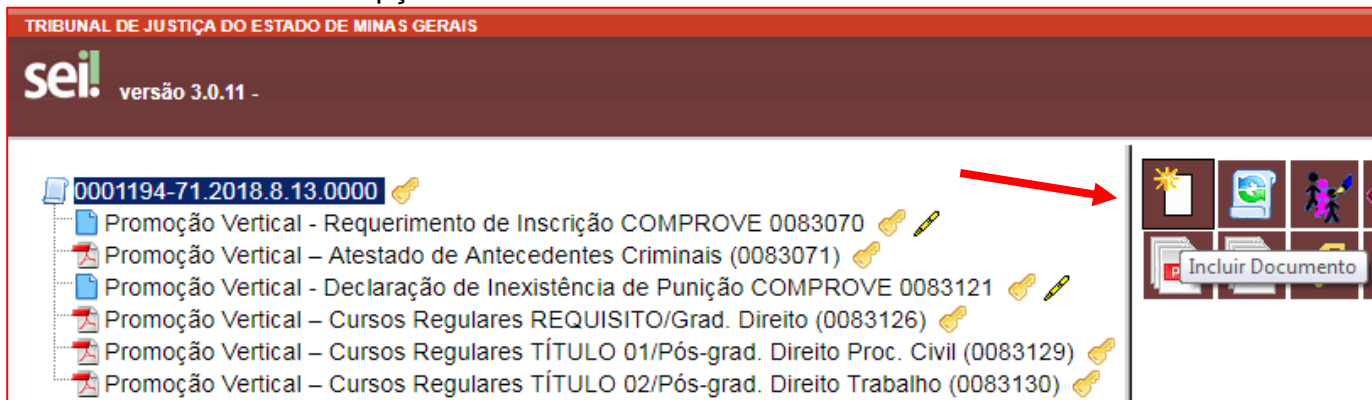 TRIBUNAL DE JUSTIÇA DO ESTADO DE MINAS GERAIS
sei! versão 3.0.11 -
0001194-71.2018.8.13.0000
Promoção Vertical - Requerimento de Inscrição COMPROVE 0083070
Promoção Vertical – Atestado de Antecedentes Criminais (0083071)
Incluir Documento
Promoção Vertical - Declaração de Inexistência de Punição COMPROVE 0083121
Promoção Vertical – Cursos Regulares REQUISITO/Grad. Direito (0083126)
Promoção Vertical – Cursos Regulares TÍTULO 01/Pós-grad. Direito Proc. Civil (0083129)
Promoção Vertical – Cursos Regulares TÍTULO 02/Pós-grad. Direito Trabalho (0083130)